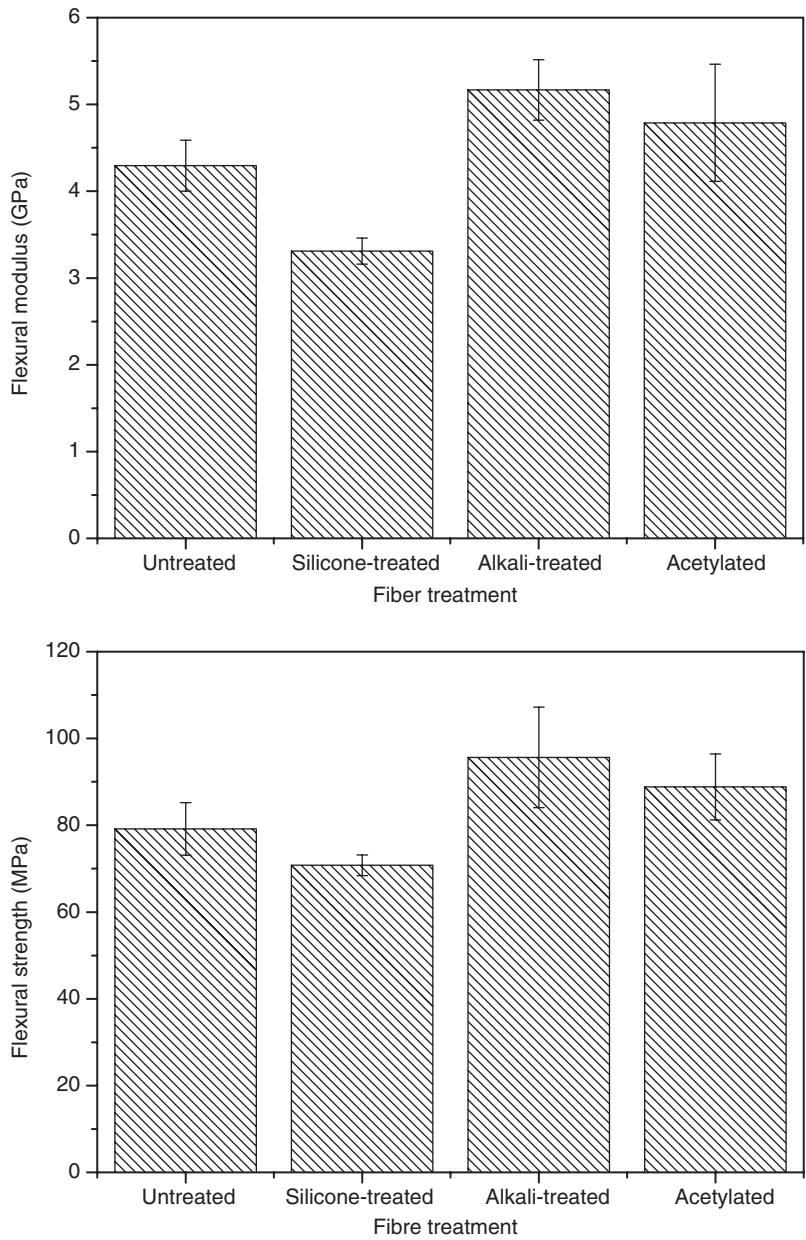 Flexural modulus (GPa)
6
5
4
3
2
1
0
Untreated
Silicone-treated
Alkali-treated
Acetylated
Fiber treatment
Flexural strength (MPa)
120
100
80
60
40
20
0
Untreated
Silicone-treated
Alkali-treated
Acetylated
Fibre treatment